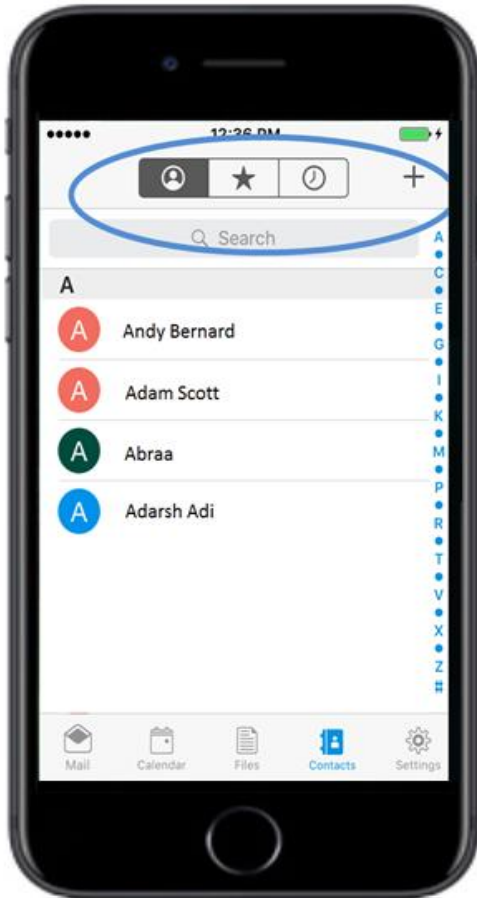 12:36 PM
Search
A
A Andy Bernard
A Adam Scott
A Abraa
A Adarsh Adi
A
C
E
G
I
K
M
P
R
T
V
X
Z
#
Mail Calendar Files Contacts Settings